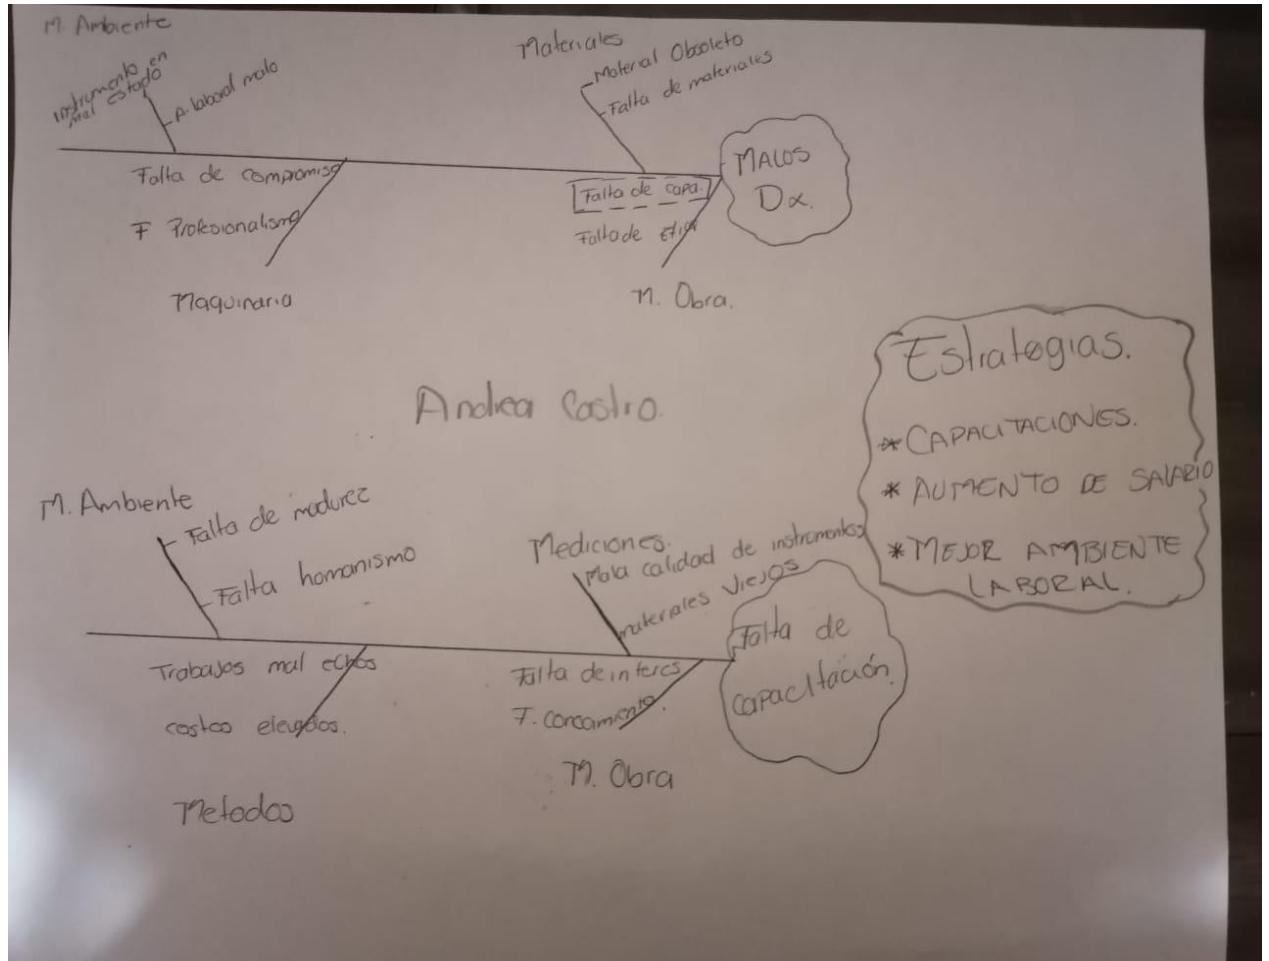 M. Ambiente
Instrumento en
mal estado
A. laboral malo
Materiales
Material Obsoleto
Falta de materiales
Falta de compromiso
F Profesionalismo
Maquinaria
Falta de capa.
Falta de etica
M. Obra.
MALOS
Dx.
Andrea Castro.
Estrategias.
* CAPACITACIONES.
* AUMENTO DE SALARIO
* MEJOR AMBIENTE
LABORAL.
M. Ambiente
Falta de madurez
Falta homanismo
Mediciones.
Mala calidad de instrumentos
materiales viejos
Trabajos mal echos
costos elevados.
Metodos
Falta de interes
F. conocamiento.
M. Obra
Falta de
capacitación.